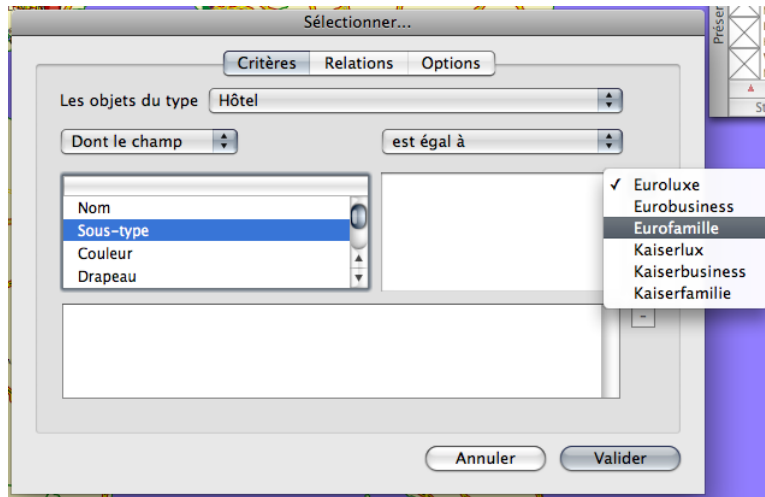 Sélectionner...
Critères Relations Options
Les objets du type Hôtel
Dont le champ est égal à
Nom
Sous-type
Couleur
Drapeau
✓ Euroluxe
Eurobusiness
Eurofamille
Kaiserlux
Kaiserbusiness
Kaiserfamilie
-
Annuler Valider